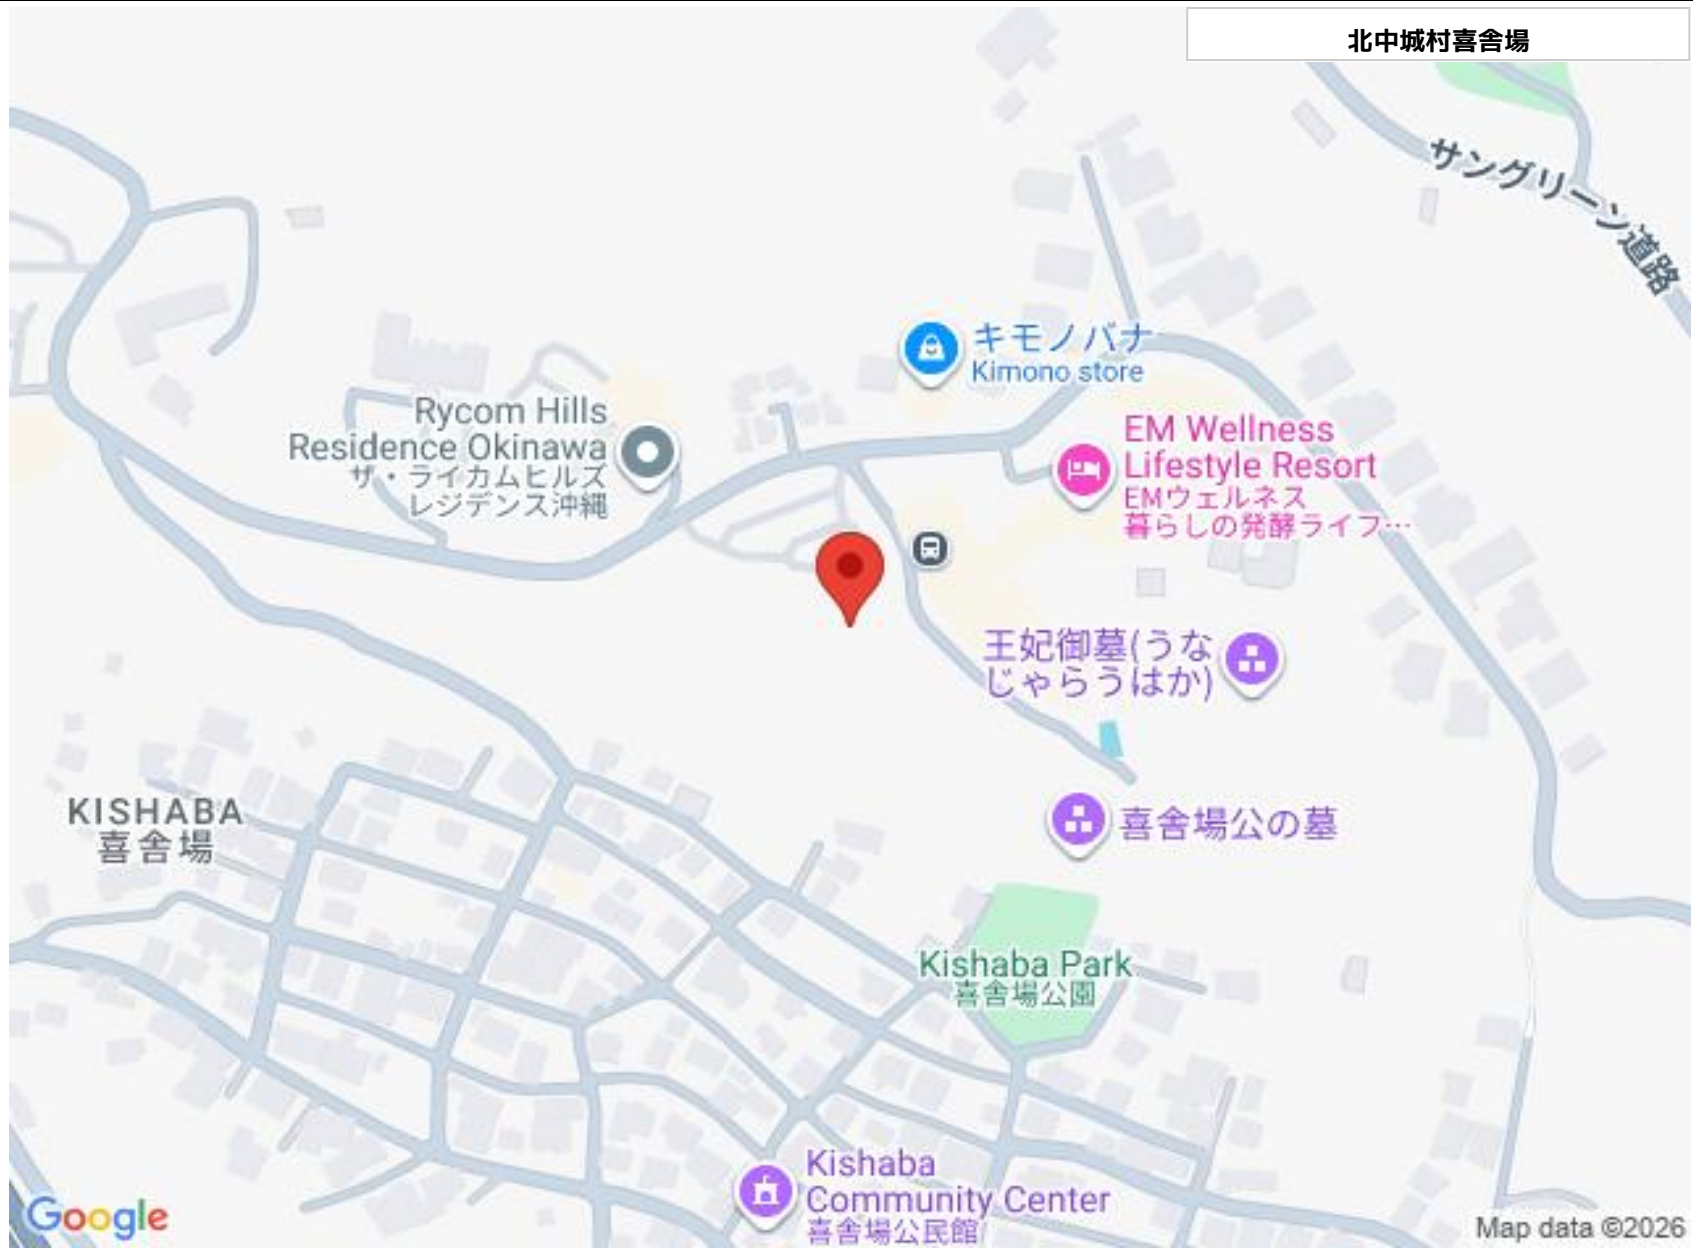 北中城村喜舎場
サングリーン道路
キモノバナ
Kimono store
Rycom Hills
Residence Okinawa
ザ・ライカムヒルズ
レジデンス沖縄
EM Wellness
Lifestyle Resort
EMウェルネス
暮らしの発酵ライフ…
王妃御墓(うな
じゃらうはか)
KISHABA
喜舎場
喜舎場公の墓
Kishaba Park
喜舎場公園
Kishaba
Community Center
喜舎場公民館
Google
Map data ©2026